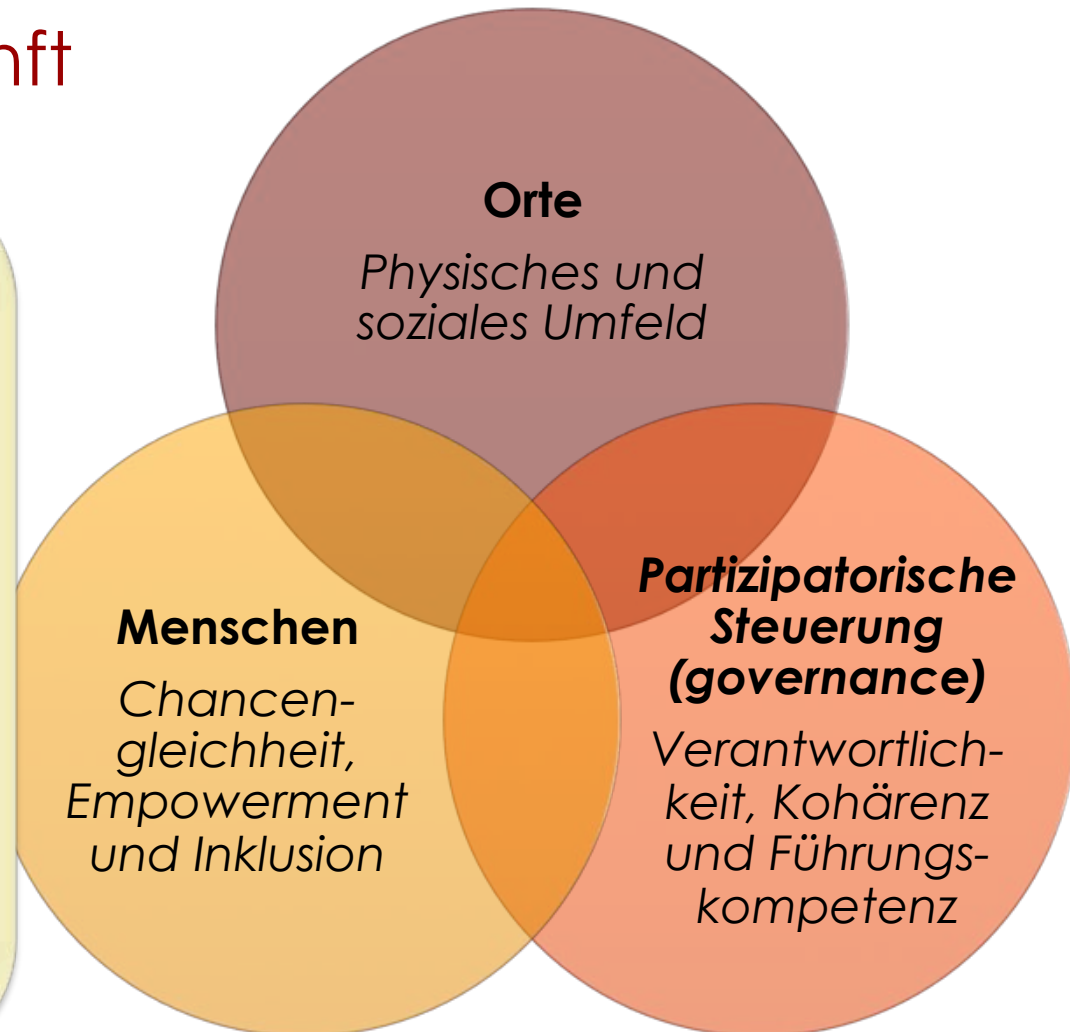 nft
Orte
Physisches und
soziales Umfeld
Menschen
Chancen-
gleichheit,
Empowerment
und Inklusion
Partizipatorische
Steuerung
(governance)
Verantwortlich-
keit, Kohärenz
und Führungs-
kompetenz